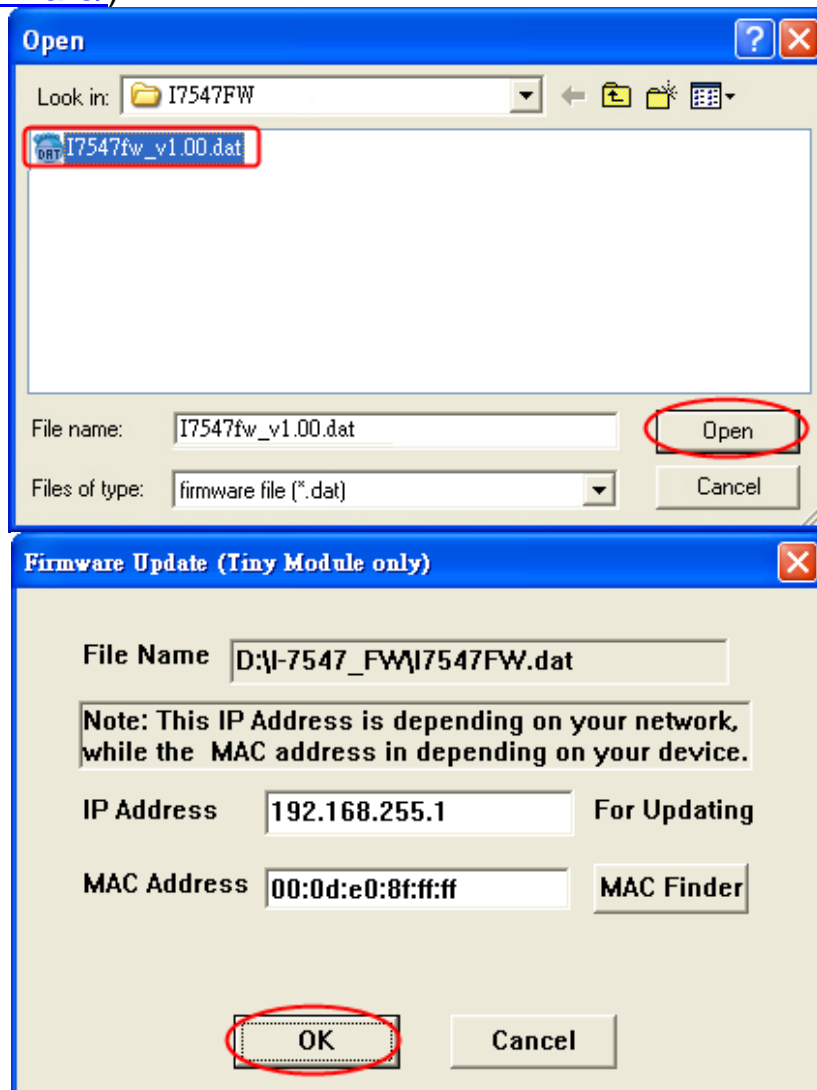 Open
Look in: I7547FW
DAT I7547fw_v1.00.dat
File name: I7547fw_v1.00.dat Open
Files of type: firmware file (*.dat) Cancel
Firmware Update (Tiny Module only)
File Name D:\I-7547_FW\I7547FW.dat
Note: This IP Address is depending on your network,
while the MAC address in depending on your device.
IP Address 192.168.255.1 For Updating
MAC Address 00:0d:e0:8f:ff:ff MAC Finder
OK Cancel